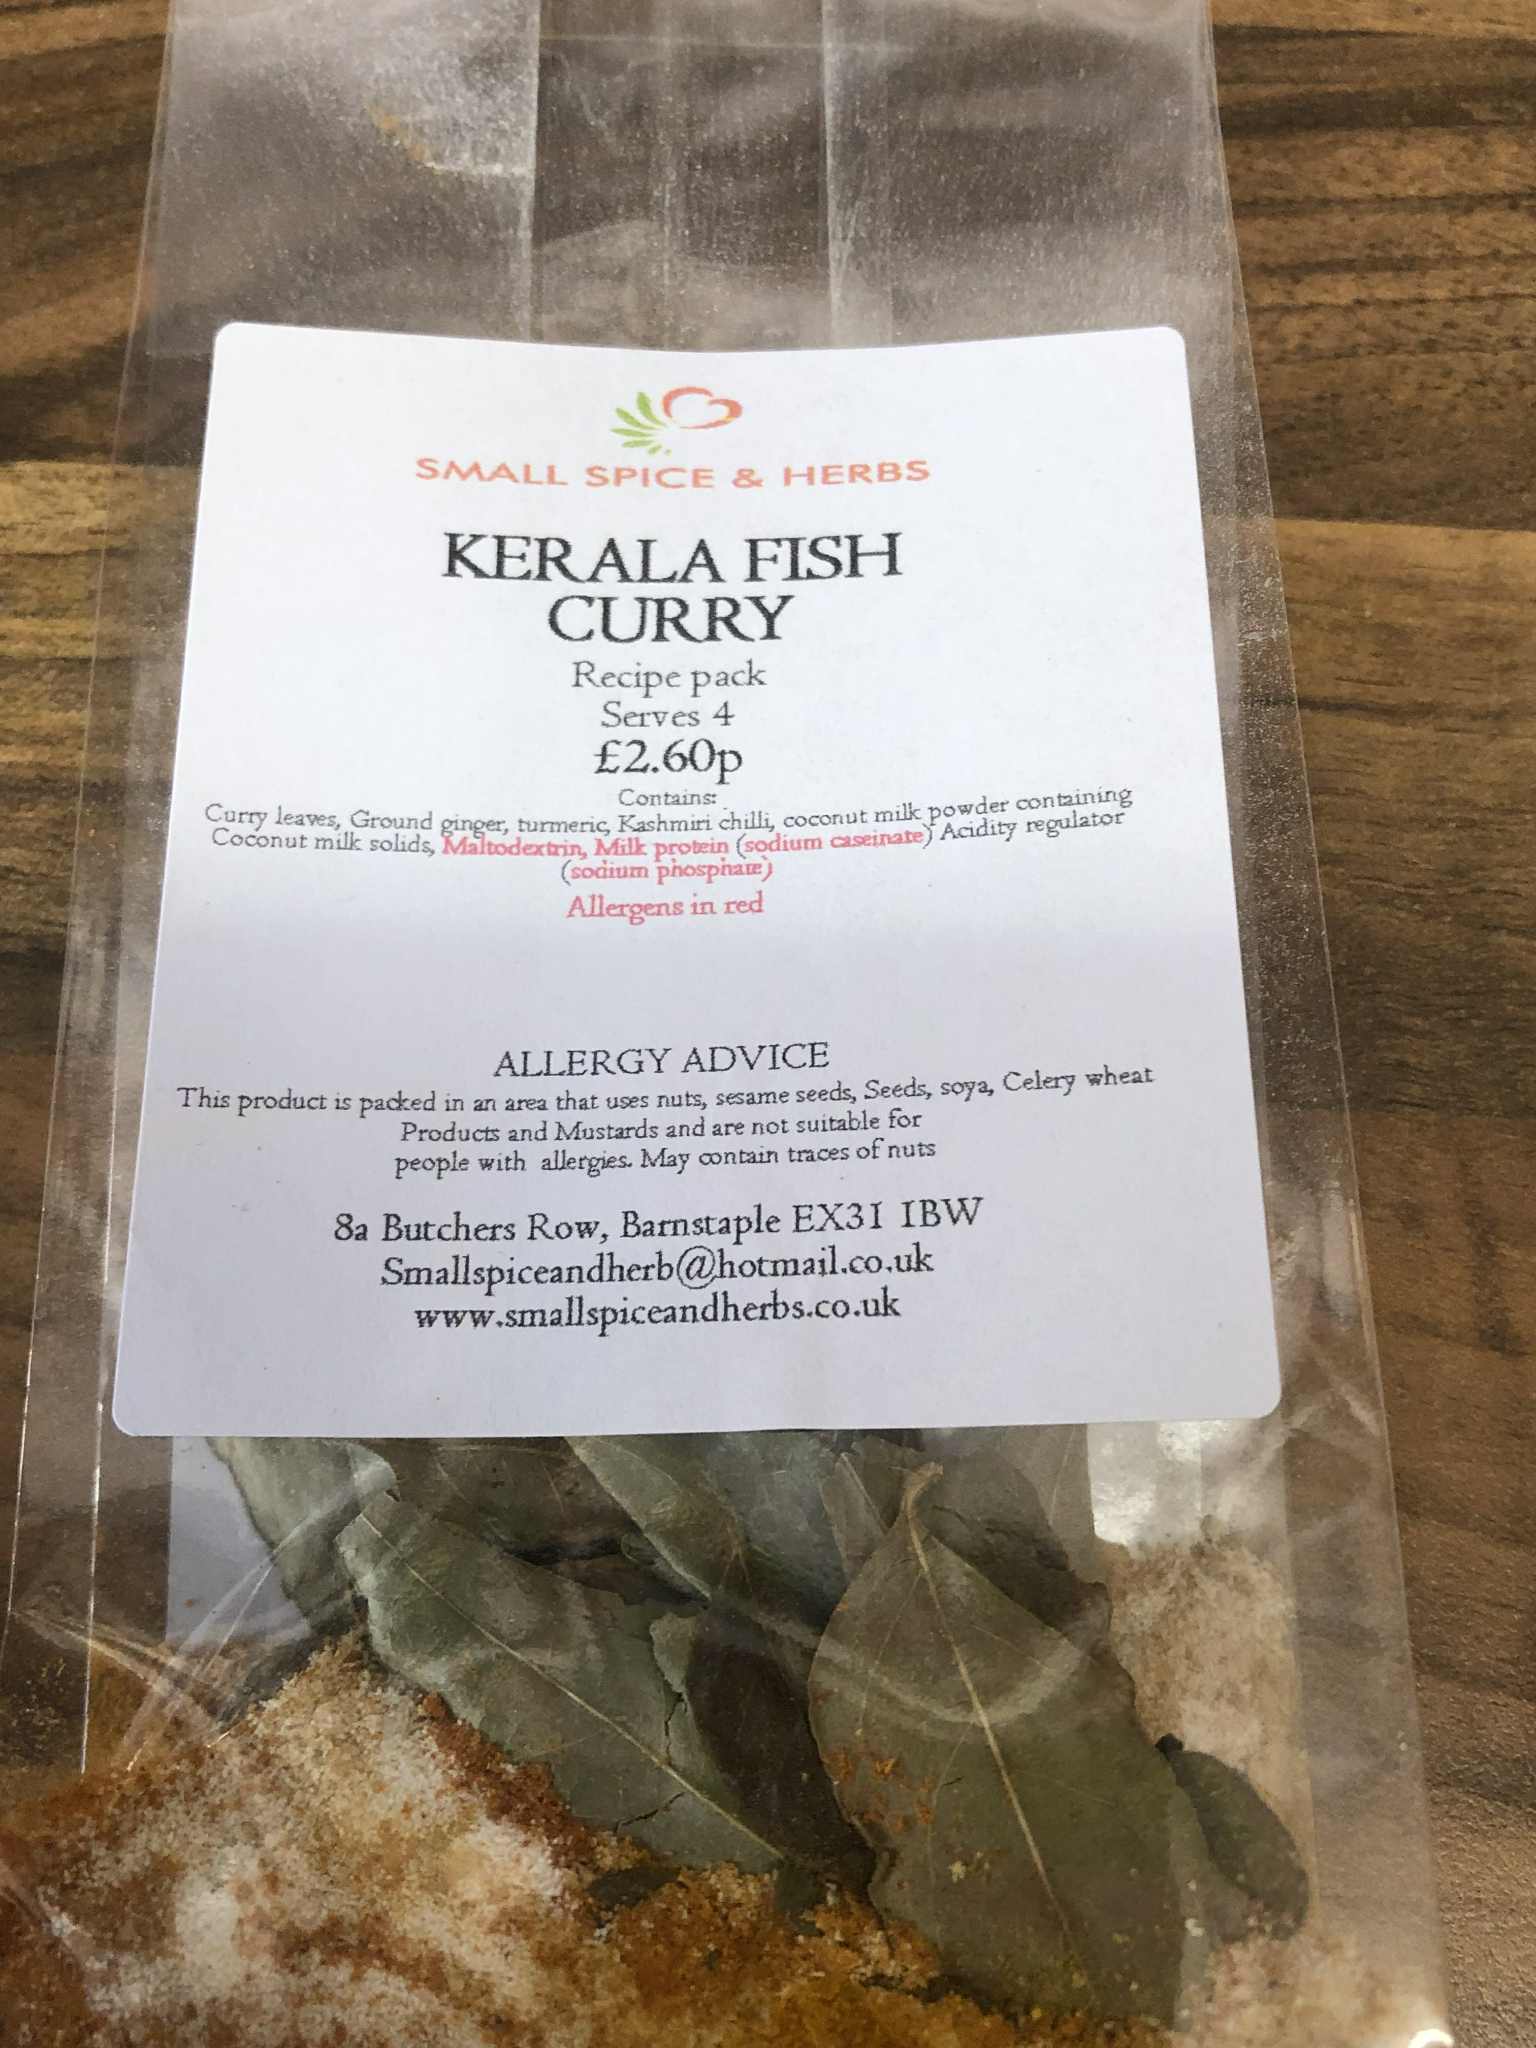 SMALL SPICE & HERBS
KERALA FISH
CURRY
Recipe pack
Serves 4
£2.60p
Contains:
Curry leaves, Ground ginger, turmeric, Kashmiri chilli, coconut milk powder containing
Coconut milk solids, Maltodextrin, Milk protein (sodium caseinate) Acidity regulator
(sodium phosphate)
Allergens in red
ALLERGY ADVICE
This product is packed in an area that uses nuts, sesame seeds, Seeds, soya, Celery wheat
Products and Mustards and are not suitable for
people with allergies. May contain traces of nuts
8a Butchers Row, Barnstaple EX31 1BW
Smallspiceandherb@hotmail.co.uk
www.smallspiceandherbs.co.uk